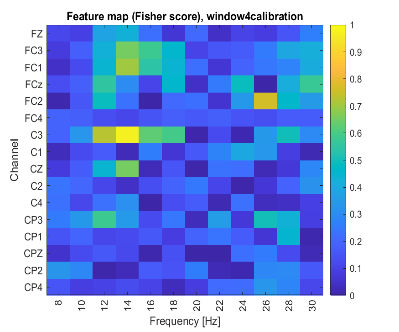 Feature map (Fisher score), window4calibration
FZ
FC3
FC1
FCz
FC2
FC4
C3
C1
CZ
C2
C4
CP3
CP1
CPZ
CP2
CP4
Channel
8 10 12 14 16 18 20 22 24 26 28 30
Frequency [Hz]
1
0.9
0.8
0.7
0.6
0.5
0.4
0.3
0.2
0.1
0